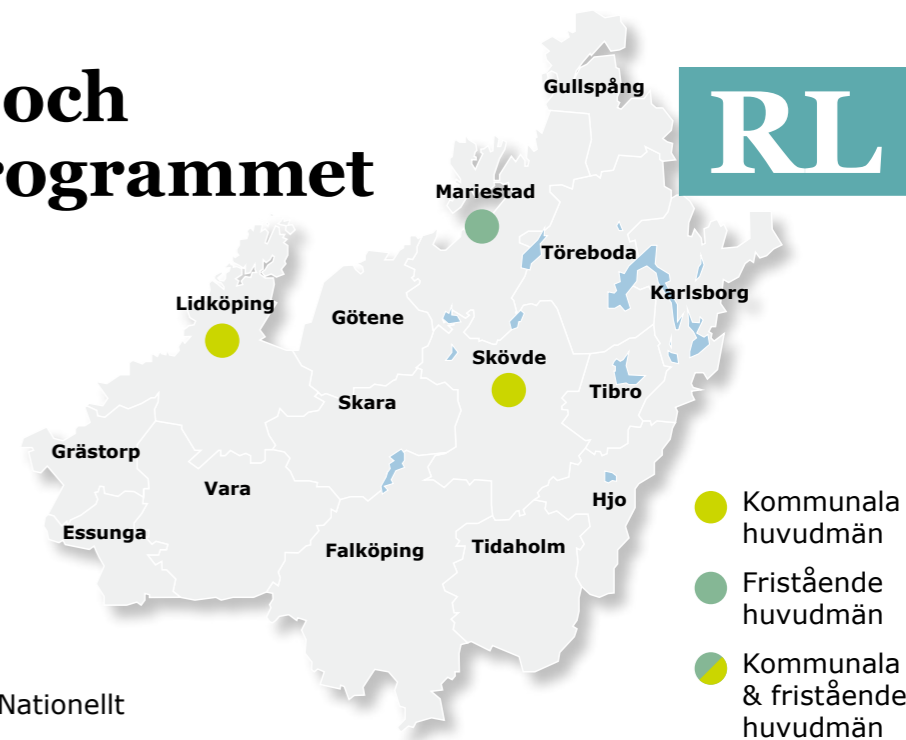 och
rogrammet
RL
Gullspång
Mariestad
Töreboda
Karlsborg
Lidköping
Götene
Skövde
Tibro
Skara
Grästorp
Vara
Hjo
Essunga
Falköping
Tidaholm
Kommunala
huvudmän
Fristående
huvudmän
Kommunala
& fristående
huvudmän
Nationellt